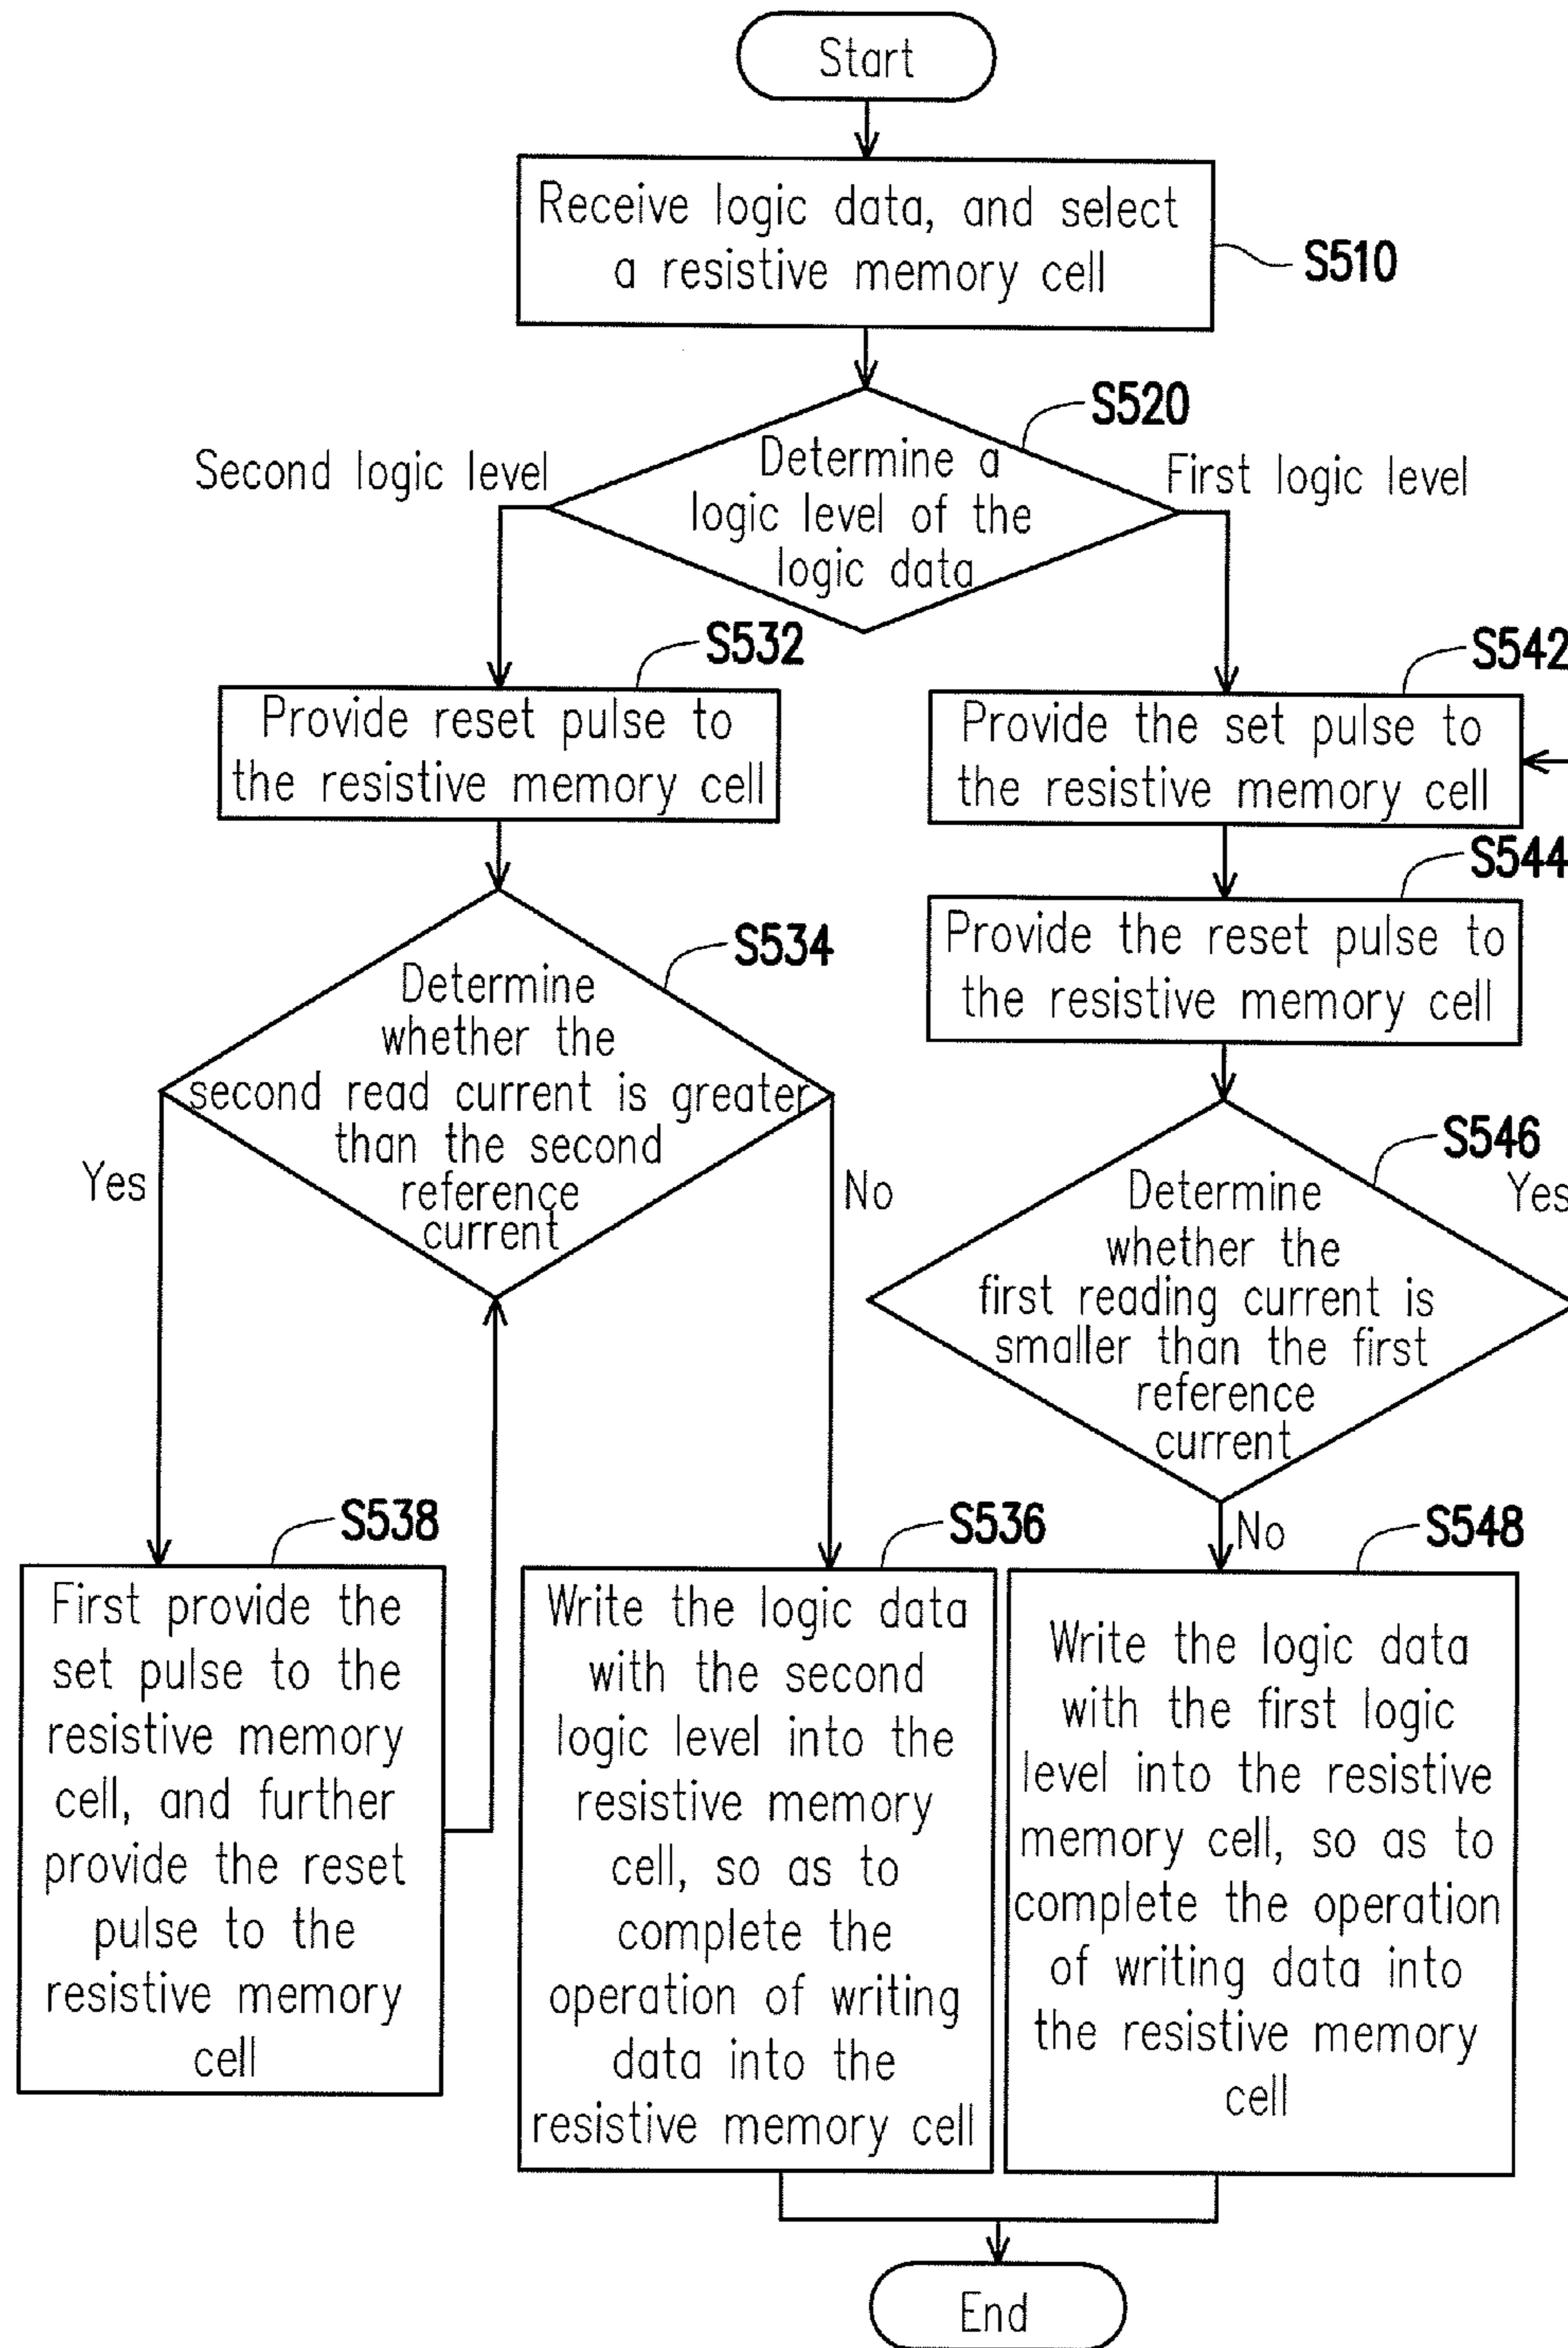 Start
Receive logic data, and select
a resistive memory cell
S510
S520
Determine a
logic level of the
logic data
Second logic level
First logic level
S532
Provide reset pulse to
the resistive memory cell
S542
Provide the set pulse to
the resistive memory cell
S544
Provide the reset pulse to
the resistive memory cell
S534
Determine
whether the
second read current is greater
than the second
reference
current
Yes
No
S546
Determine
whether the
first reading current is
smaller than the first
reference
current
Yes
No
S538
First provide the
set pulse to the
resistive memory
cell, and further
provide the reset
pulse to the
resistive memory
cell
S536
Write the logic data
with the second
logic level into the
resistive memory
cell, so as to
complete the
operation of writing
data into the
resistive memory cell
S548
Write the logic data
with the first logic
level into the resistive
memory cell, so as to
complete the operation
of writing data into
the resistive memory
cell
End